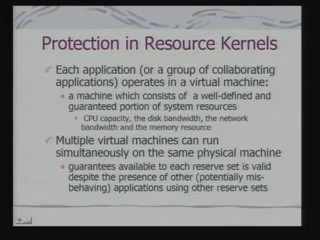 Protection in Resource Kernels
Each application (or a group of collaborating
applications) operates in a virtual machine:
a machine which consists of a well-defined and
guaranteed portion of system resources
CPU capacity, the disk bandwidth, the network
bandwidth and the memory resource
Multiple virtual machines can run
simultaneously on the same physical machine
guarantees available to each reserve set is valid
despite the presence of other (potentially mis-
behaving) applications using other reserve sets